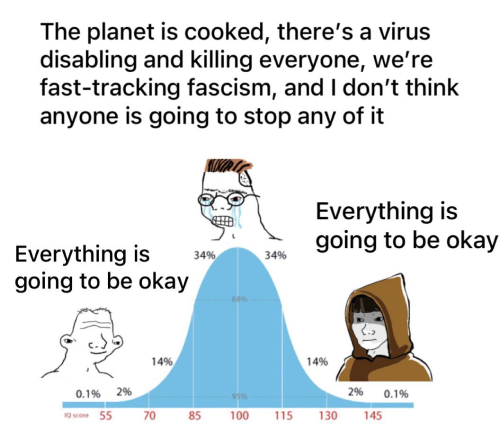 The planet is cooked, there's a virus
disabling and killing everyone, we're
fast-tracking fascism, and I don't think
anyone is going to stop any of it
Everything is
going to be okay
Everything is
going to be okay
34% 34%
68%
14% 14%
95%
0.1% 2% 2% 0.1%
IQ score 55 70 85 100 115 130 145